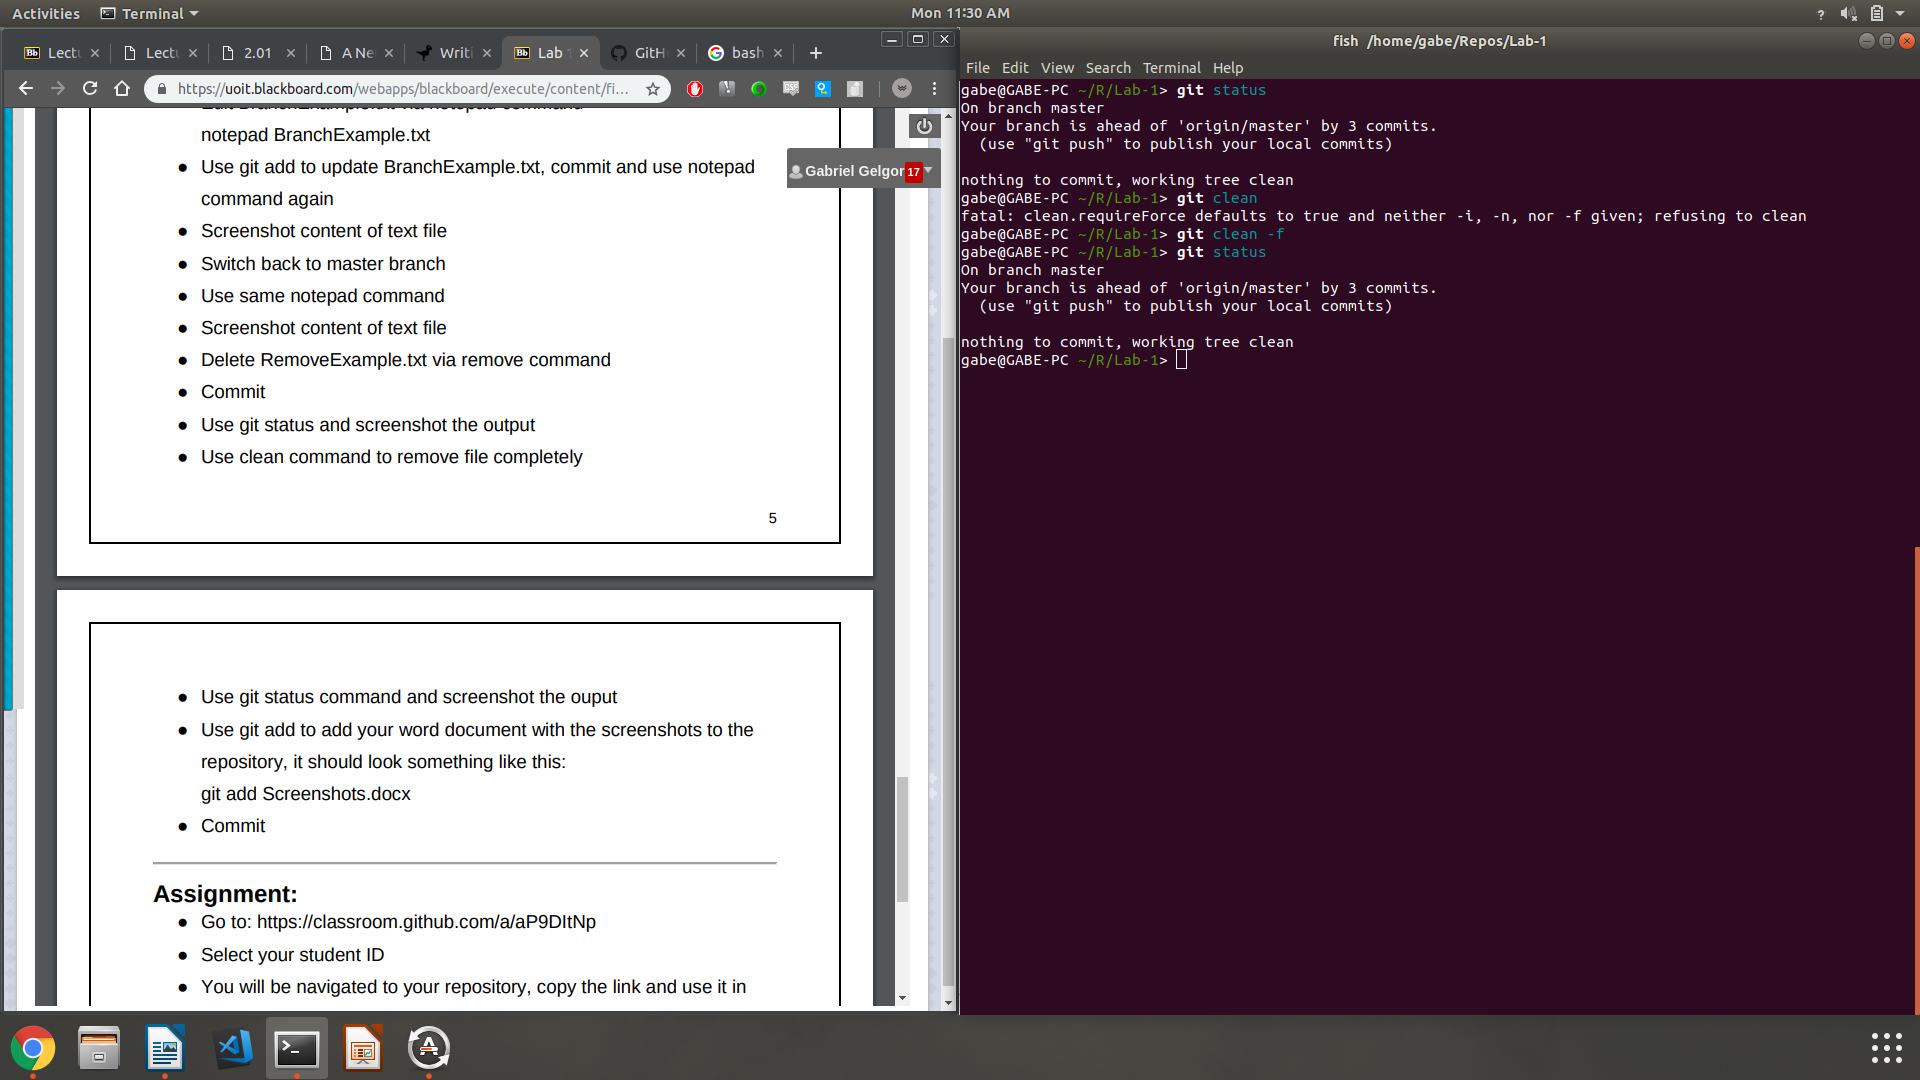 Activities
Terminal
Mon 11:30 AM
?
Bb Lectu
Lectu
2.01
A Ne
Writi
Bb Lab 1
GitH
bash
https://uoit.blackboard.com/webapps/blackboard/execute/content/fi...
CSS
Edit BranchExample.txt via notepad command
notepad BranchExample.txt
● Use git add to update BranchExample.txt, commit and use notepad
command again
● Screenshot content of text file
● Switch back to master branch
● Use same notepad command
● Screenshot content of text file
● Delete RemoveExample.txt via remove command
● Commit
● Use git status and screenshot the output
● Use clean command to remove file completely
5
Gabriel Gelgor 17
● Use git status command and screenshot the ouput
● Use git add to add your word document with the screenshots to the
repository, it should look something like this:
git add Screenshots.docx
● Commit
Assignment:
● Go to: https://classroom.github.com/a/aP9DItNp
● Select your student ID
● You will be navigated to your repository, copy the link and use it in
fish /home/gabe/Repos/Lab-1
File Edit View Search Terminal Help
gabe@GABE-PC ~/R/Lab-1> git status
On branch master
Your branch is ahead of 'origin/master' by 3 commits.
(use "git push" to publish your local commits)
nothing to commit, working tree clean
gabe@GABE-PC ~/R/Lab-1> git clean
fatal: clean.requireForce defaults to true and neither -i, -n, nor -f given; refusing to clean
gabe@GABE-PC ~/R/Lab-1> git clean -f
gabe@GABE-PC ~/R/Lab-1> git status
On branch master
Your branch is ahead of 'origin/master' by 3 commits.
(use "git push" to publish your local commits)
nothing to commit, working tree clean
gabe@GABE-PC ~/R/Lab-1>